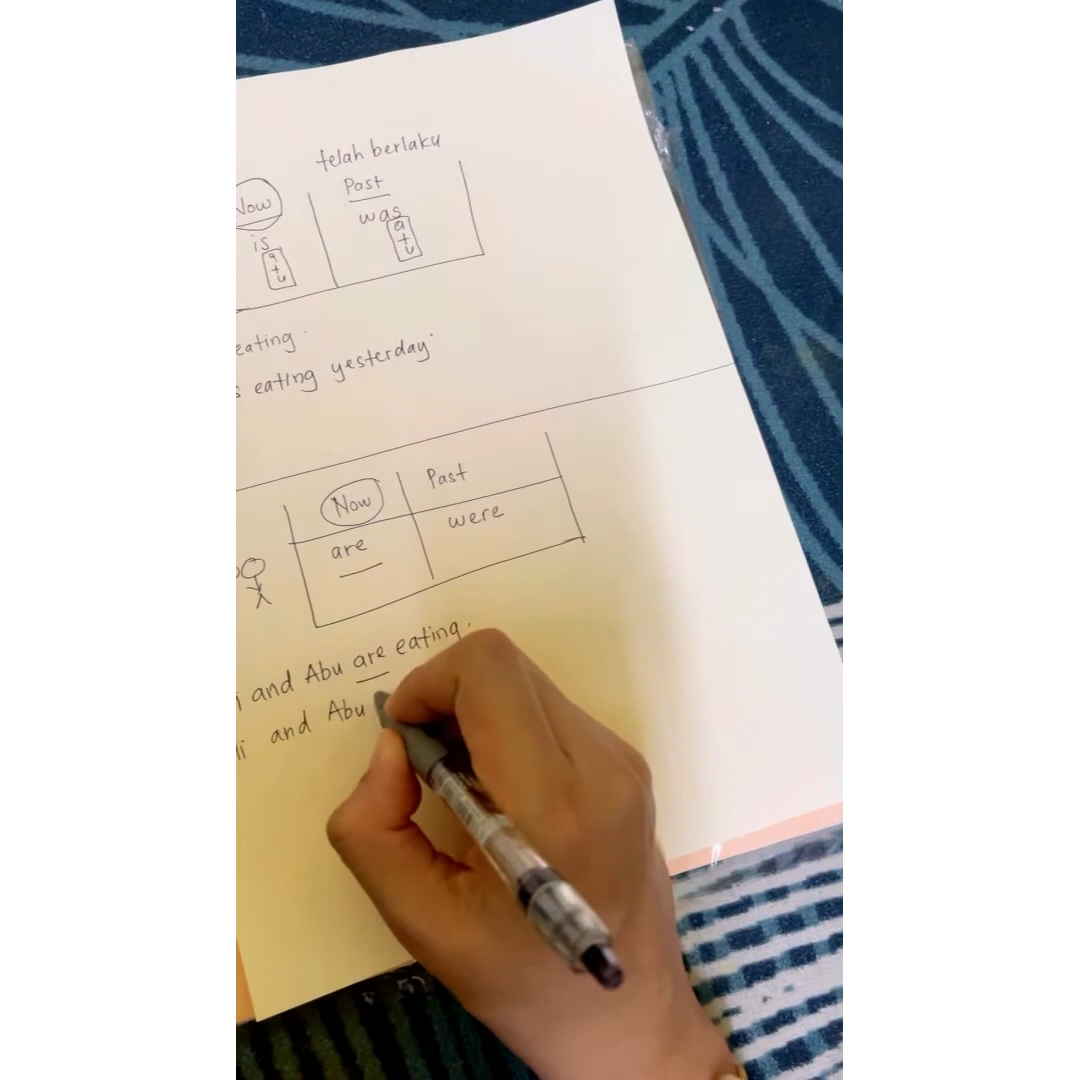 telah berlaku
Now Past
is was
a t u a t u
eating.
s eating yesterday.
Now Past
are were
i and Abu are eating.
li and Abu